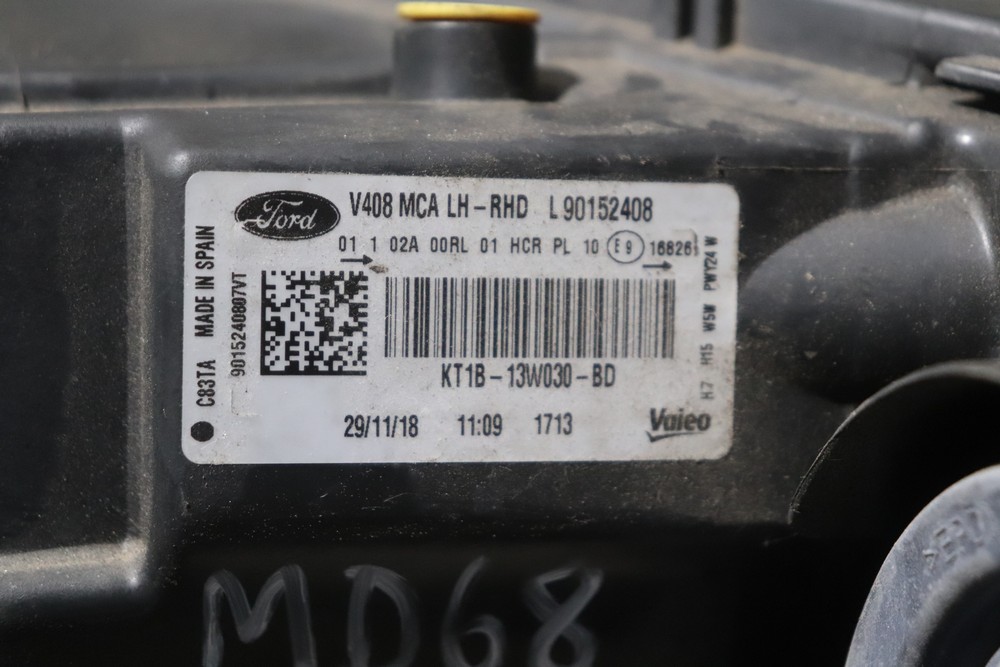 Ford
V408 MCA LH-RHD L 90152408
01 1 02A 00RL 01 HCR PL 10 E9 16826
C83TA MADE IN SPAIN
9015240807VT
KT1B-13W030-BD
29/11/18 11:09 1713
Valeo
H7 H15 W5W PWY24W
MD68